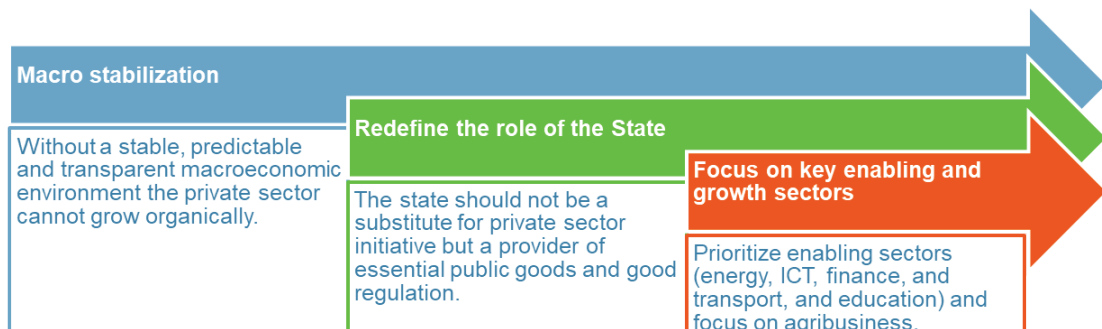 Macro stabilization
Without a stable, predictable
and transparent macroeconomic
environment the private sector
cannot grow organically.
Redefine the role of the State
The state should not be a
substitute for private sector
initiative but a provider of
essential public goods and good
regulation.
Focus on key enabling and
growth sectors
Prioritize enabling sectors
(energy, ICT, finance, and
transport, and education) and
focus on agribusiness.